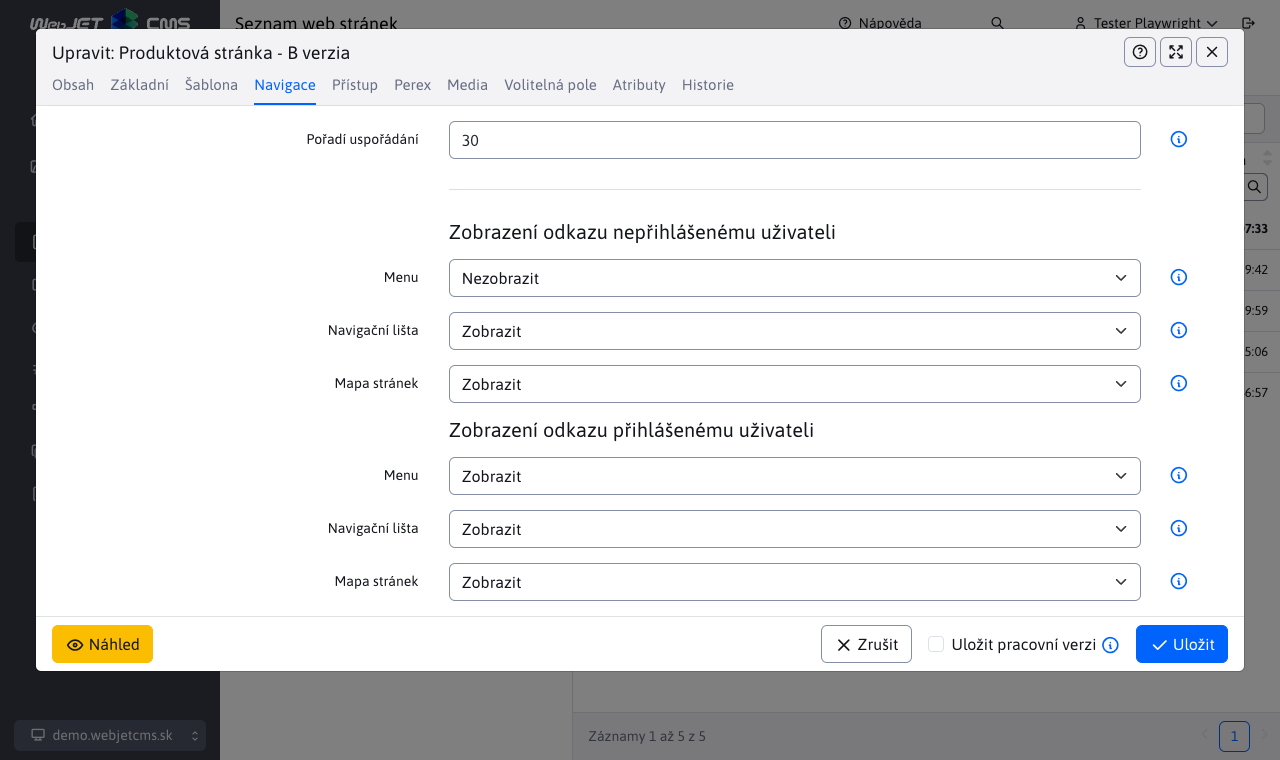 WebJET CMS
Seznam web stránek
Nápověda
Tester Playwright
Upravit: Produktová stránka - B verzia
Obsah Základní Šablona Navigace Přístup Perex Media Volitelná pole Atributy Historie
Pořadí uspořádání
30
Zobrazení odkazu nepřihlášenému uživateli
Menu
Nezobrazit
Navigační lišta
Zobrazit
Mapa stránek
Zobrazit
Zobrazení odkazu přihlášenému uživateli
Menu
Zobrazit
Navigační lišta
Zobrazit
Mapa stránek
Zobrazit
7:33
9:42
9:59
5:06
6:57
Náhled
Zrušit
Uložit pracovní verzi
Uložit
demo.webjetcms.sk
Záznamy 1 až 5 z 5
1